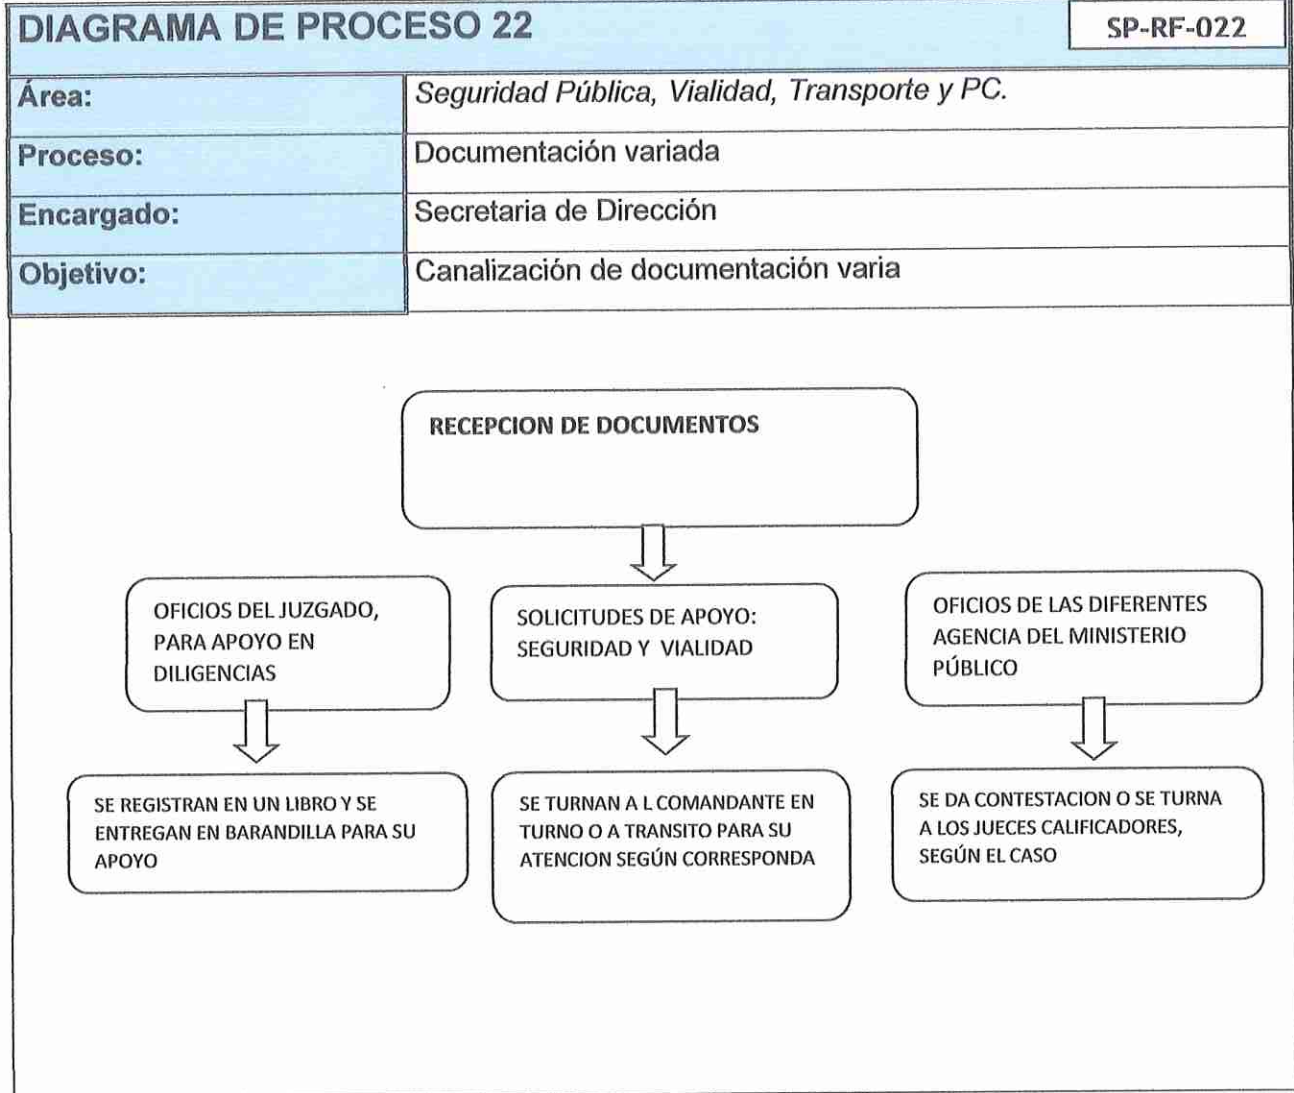 DIAGRAMA DE PROCESO 22
SP-RF-022
Área:
Seguridad Pública, Vialidad, Transporte y PC.
Proceso:
Documentación variada
Encargado:
Secretaria de Dirección
Objetivo:
Canalización de documentación varia
RECEPCION DE DOCUMENTOS
OFICIOS DEL JUZGADO,
PARA APOYO EN
DILIGENCIAS
SOLICITUDES DE APOYO:
SEGURIDAD Y VIALIDAD
OFICIOS DE LAS DIFERENTES
AGENCIA DEL MINISTERIO
PÚBLICO
SE REGISTRAN EN UN LIBRO Y SE
ENTREGAN EN BARANDILLA PARA SU
APOYO
SE TURNAN A L COMANDANTE EN
TURNO O A TRANSITO PARA SU
ATENCION SEGÚN CORRESPONDA
SE DA CONTESTACION O SE TURNA
A LOS JUECES CALIFICADORES,
SEGÚN EL CASO